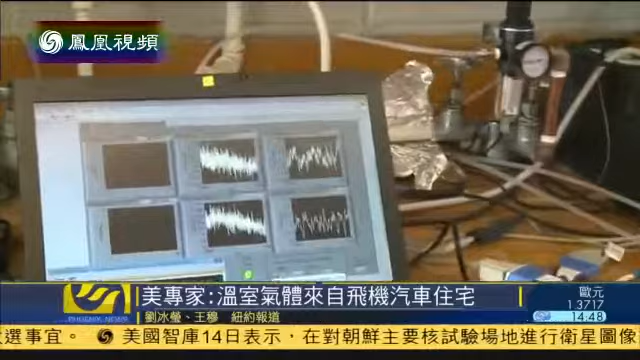 鳳凰視頻
美專家:溫室氣體來自飛機汽車住宅
劉冰瑩、王穆 紐約報道
PHOENIX NEWS
歐元
1.3717
14:48
選事宜。 美國智庫14日表示，在對朝鮮主要核試驗場地進行衛星圖像